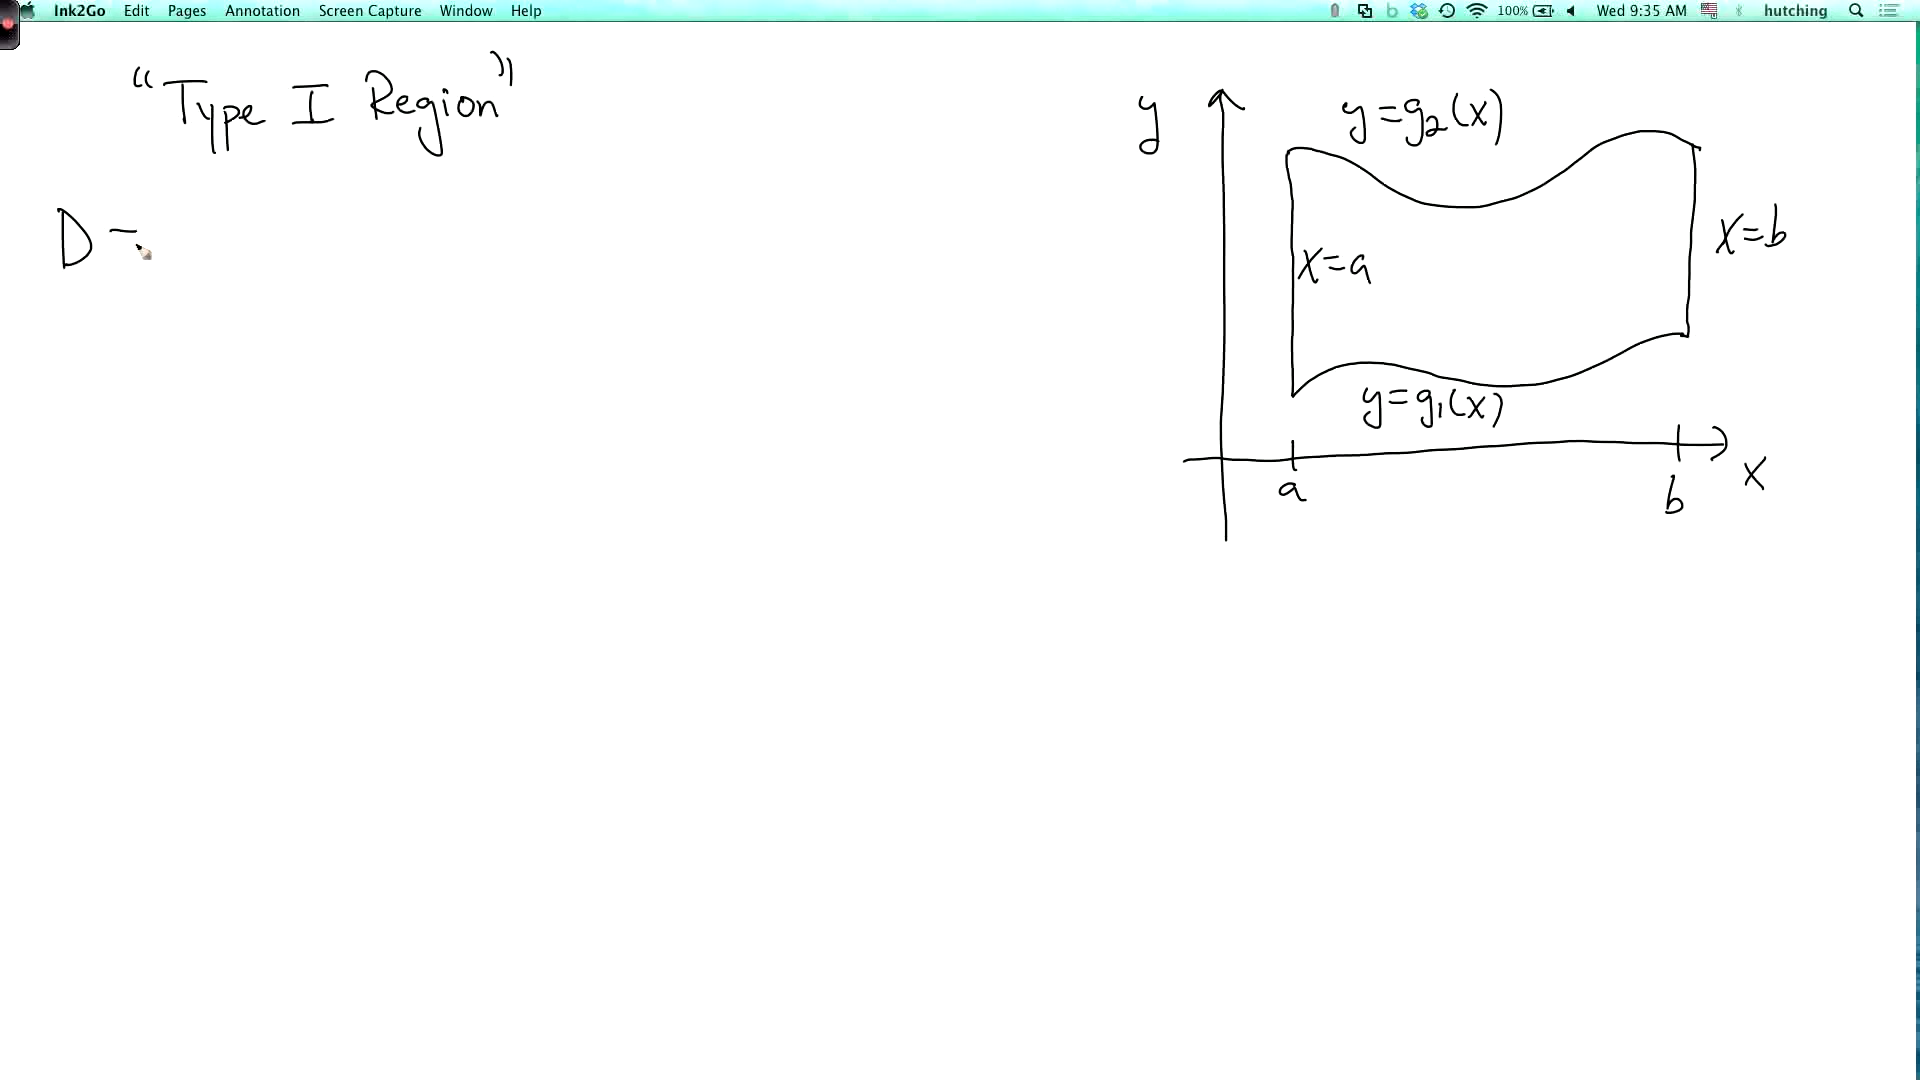 Ink2Go Edit Pages Annotation Screen Capture Window Help 100% Wed 9:35 AM hutching
“Type I Region”
D =
y
y=g₂(x)
x=a
x=b
y=g₁(x)
a
b
x